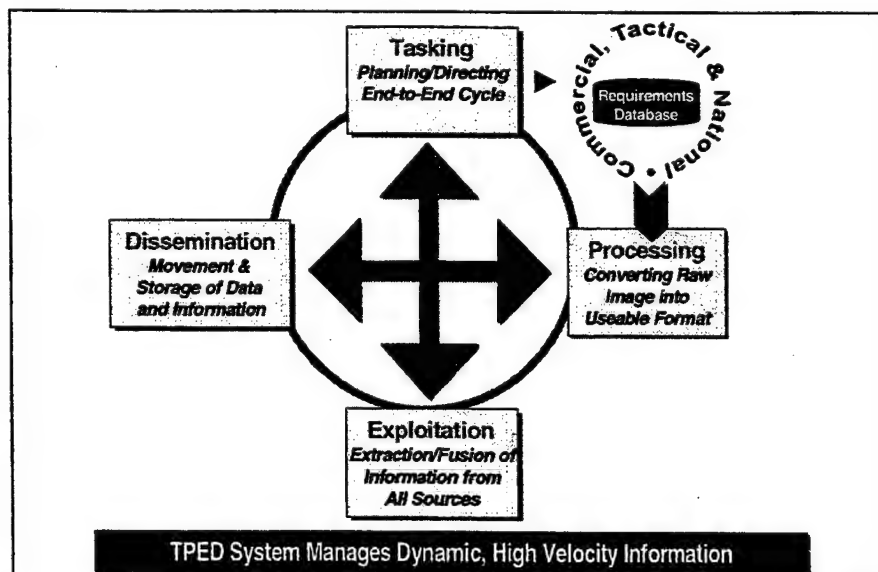 Tasking
Planning/Directing
End-to-End Cycle
Commercial, Tactical & National •
Requirements
Database
Dissemination
Movement &
Storage of Data
and Information
Processing
Converting Raw
Image into
Useable Format
Exploitation
Extraction/Fusion of
Information from
All Sources
TPED System Manages Dynamic, High Velocity Information